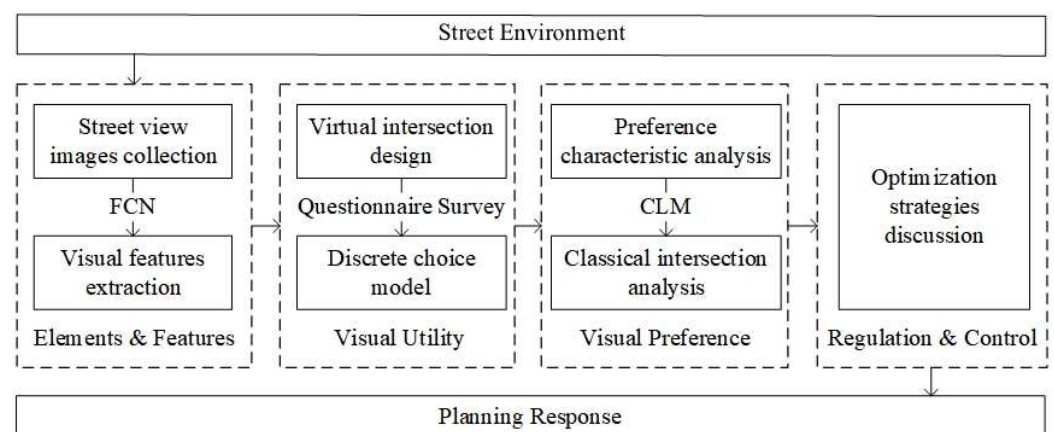 Street Environment
Street view
images collection
FCN
Visual features
extraction
Elements & Features
Virtual intersection
design
Questionnaire Survey
Discrete choice
model
Visual Utility
Preference
characteristic analysis
CLM
Classical intersection
analysis
Visual Preference
Optimization
strategies
discussion
Regulation & Control
Planning Response